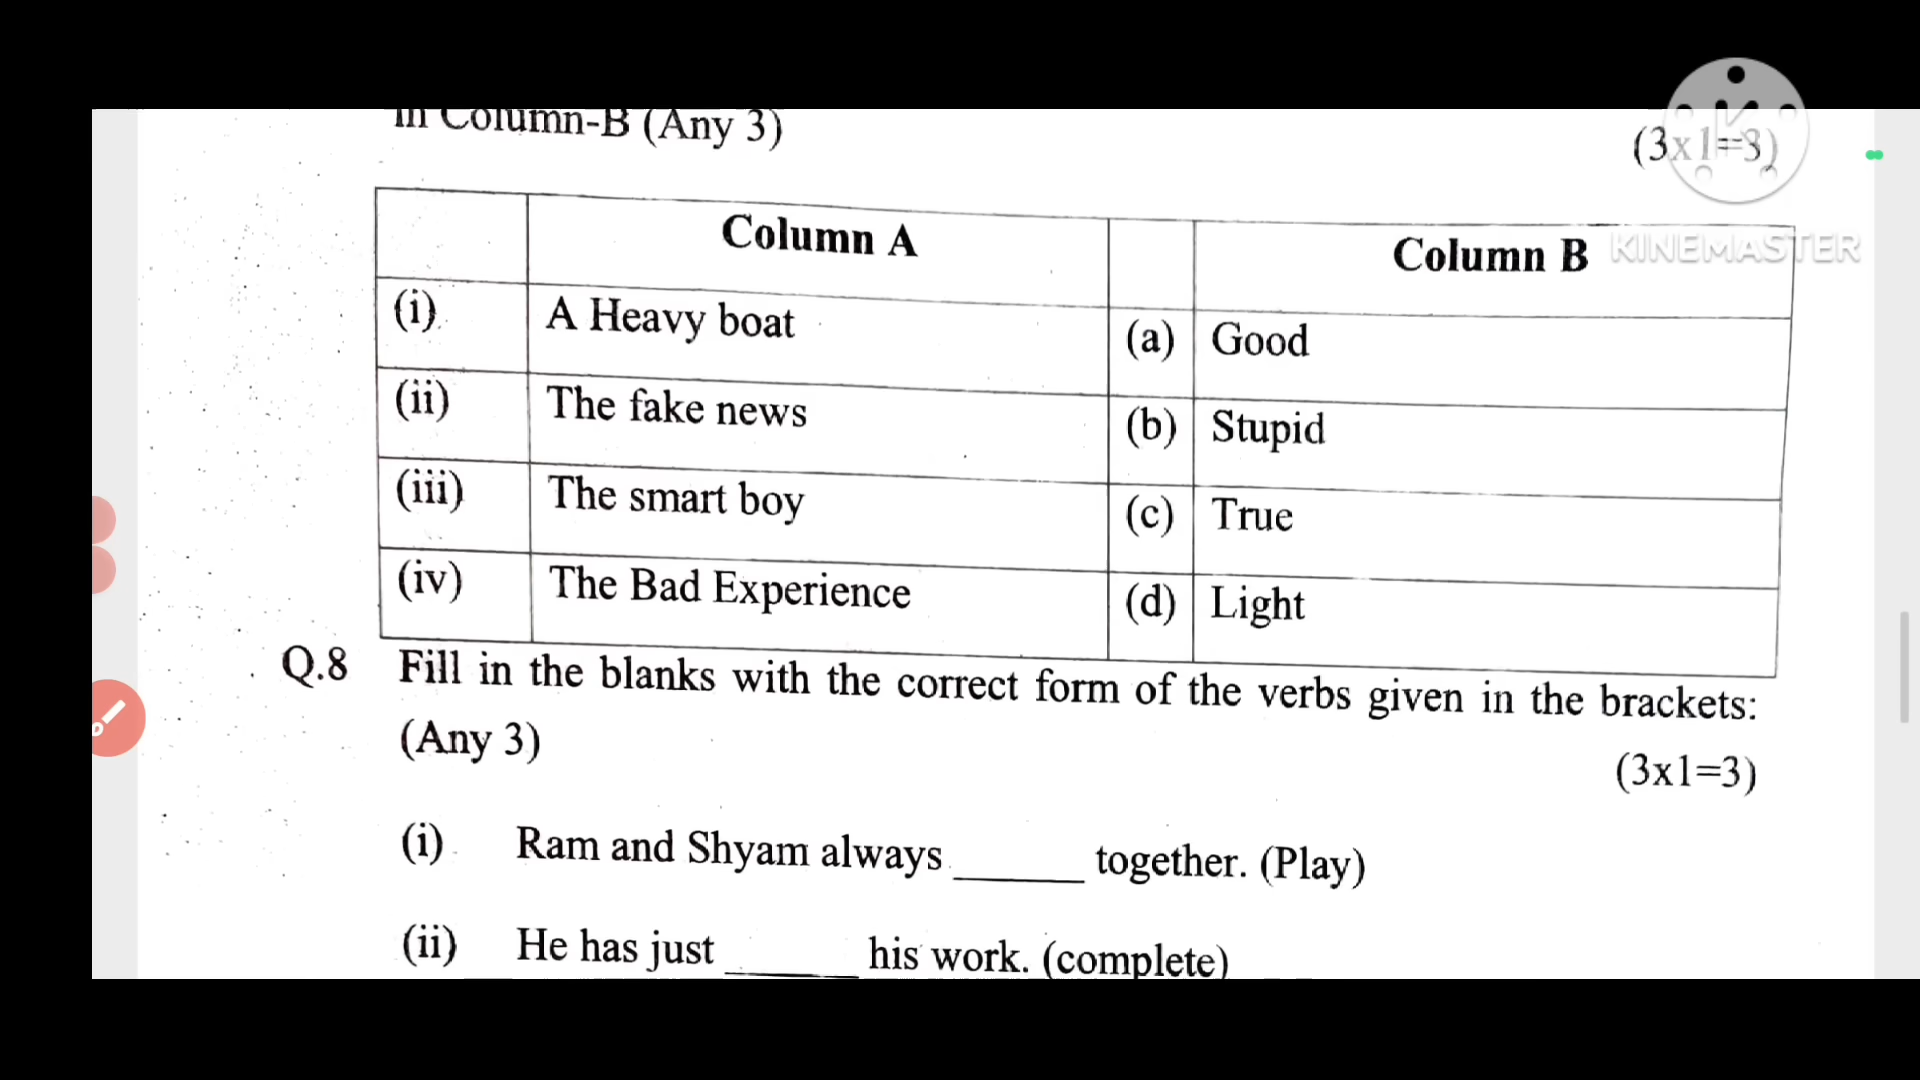 in Column-B (Any 3)
(3x1=3)
KINEMASTER
Column A Column B
(i) A Heavy boat (a) Good
(ii) The fake news (b) Stupid
(iii) The smart boy (c) True
(iv) The Bad Experience (d) Light
Q.8 Fill in the blanks with the correct form of the verbs given in the brackets:
(Any 3) (3x1=3)
(i) Ram and Shyam always ______ together. (Play)
(ii) He has just ______ his work. (complete)